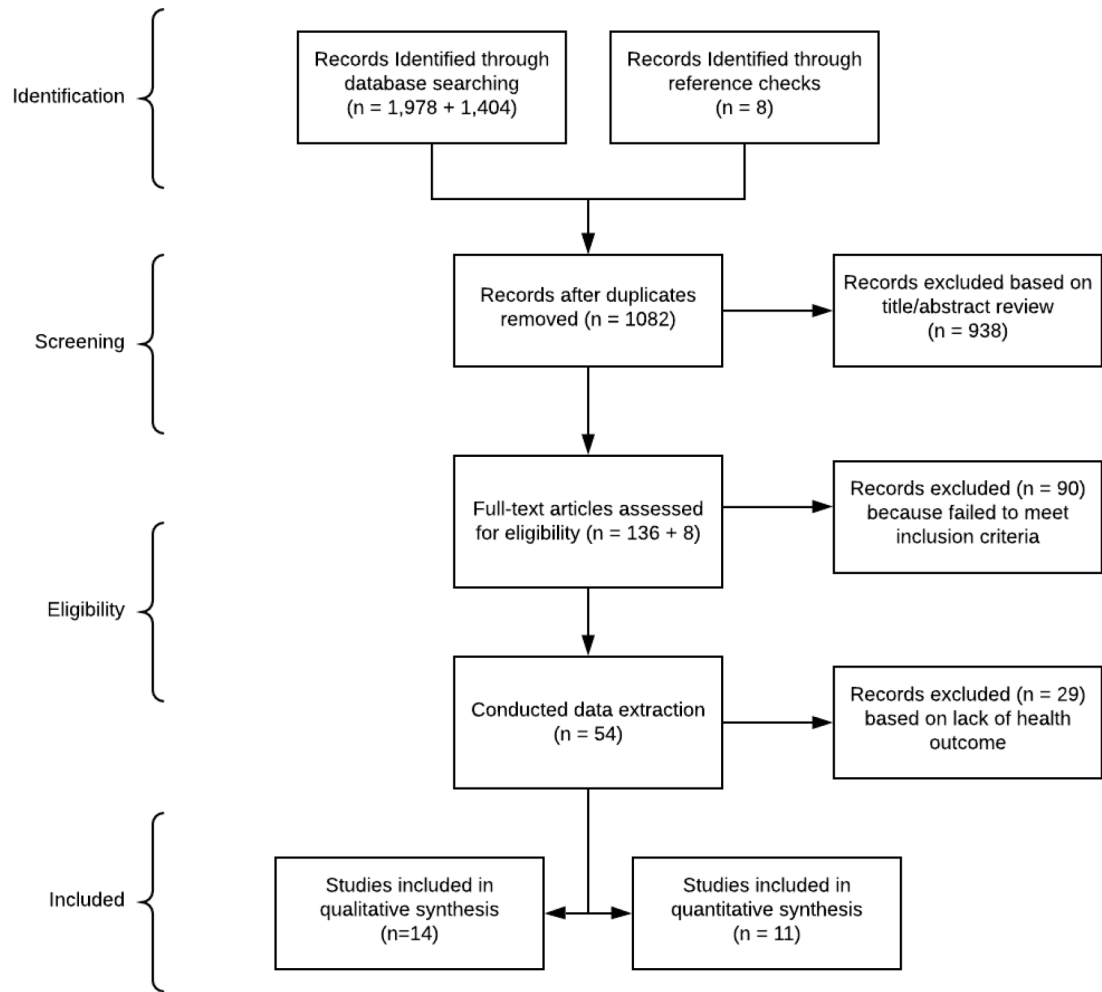 Identification
Records Identified through
database searching
(n = 1,978 + 1,404)
Records Identified through
reference checks
(n = 8)
Screening
Records after duplicates
removed (n = 1082)
Records excluded based on
title/abstract review
(n = 938)
Eligibility
Full-text articles assessed
for eligibility (n = 136 + 8)
Records excluded (n = 90)
because failed to meet
inclusion criteria
Conducted data extraction
(n = 54)
Records excluded (n = 29)
based on lack of health
outcome
Included
Studies included in
qualitative synthesis
(n=14)
Studies included in
quantitative synthesis
(n = 11)